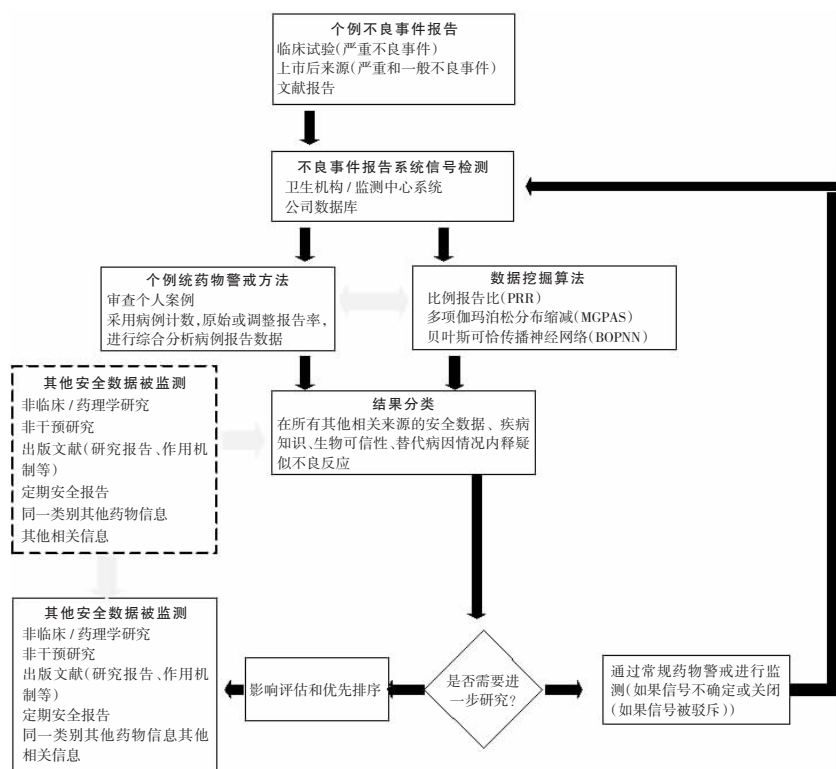 个例不良事件报告
临床试验(严重不良事件)
上市后来源(严重和一般不良事件)
文献报告
不良事件报告系统信号检测
卫生机构/监测中心系统
公司数据库
个例统药物警戒方法
审查个人案例
采用病例计数,原始或调整报告率,
进行综合分析病例报告数据
数据挖掘算法
比例报告比(PRR)
多项伽玛泊松分布缩减(MGPAS)
贝叶斯可恰传播神经网络(BOPNN)
其他安全数据被监测
非临床/药理学研究
非干预研究
出版文献(研究报告、作用机
制等)
定期安全报告
同一类别其他药物信息
其他相关信息
结果分类
在所有其他相关来源的安全数据、疾病
知识、生物可信性、替代病因情况内释疑
似不良反应
其他安全数据被监测
非临床/药理学研究
非干预研究
出版文献(研究报告、作用机
制等)
定期安全报告
同一类别其他药物信息其他
相关信息
影响评估和优先排序
是否需要进
一步研究?
通过常规药物警戒进行监
测(如果信号不确定或关闭
(如果信号被驳斥))